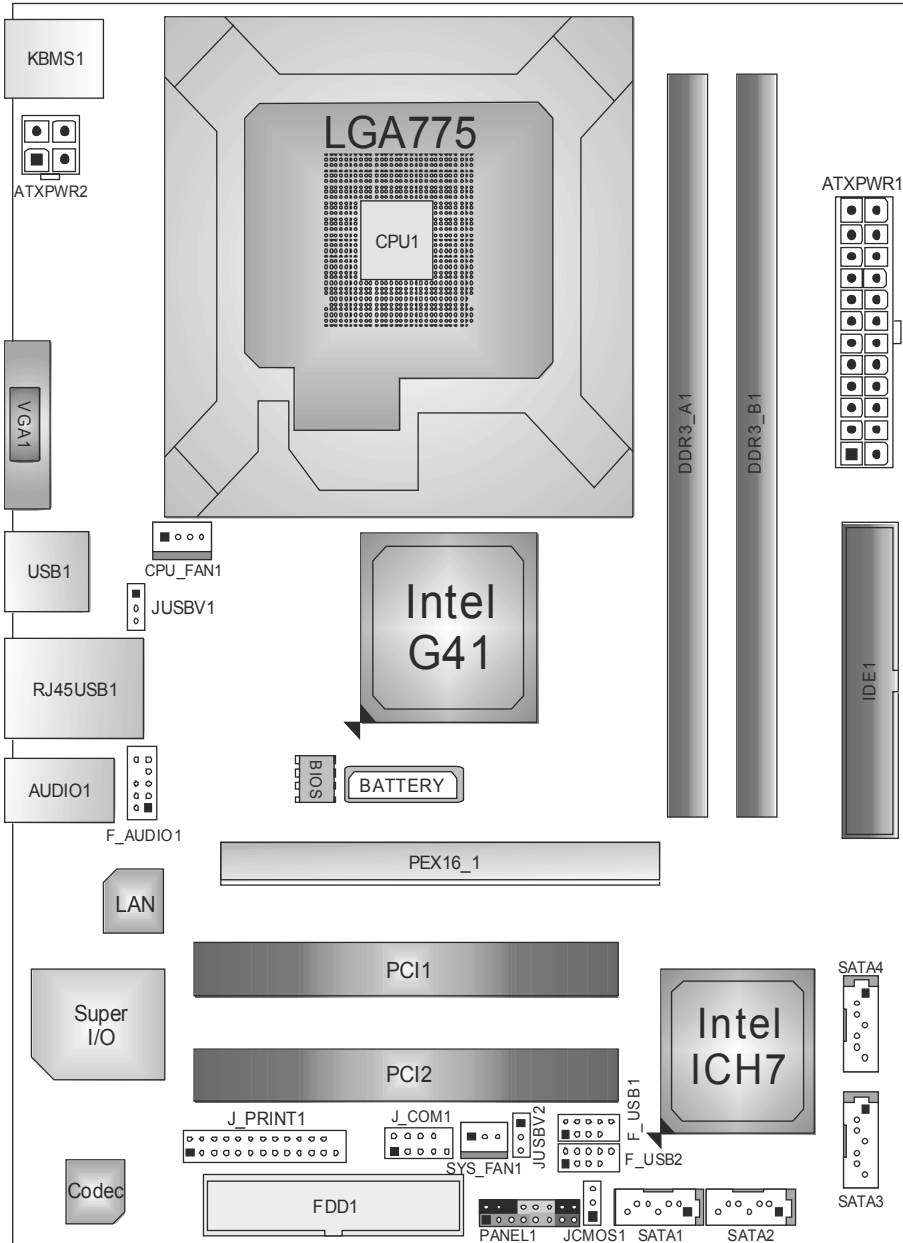 KBMS1
ATXPWR2
LGA775
CPU1
ATXPWR1
DDR3_A1
DDR3_B1
VGA1
CPU_FAN1
USB1
JUSBV1
Intel
G41
RJ45USB1
IDE1
BIOS
BATTERY
AUDIO1
F_AUDIO1
PEX16_1
LAN
PCI1
SATA4
Super
I/O
Intel
ICH7
PCI2
J_PRINT1
J_COM1
SYS_FAN1
JUSBV2
F_USB1
F_USB2
SATA3
Codec
FDD1
PANEL1
JCMOS1
SATA1
SATA2